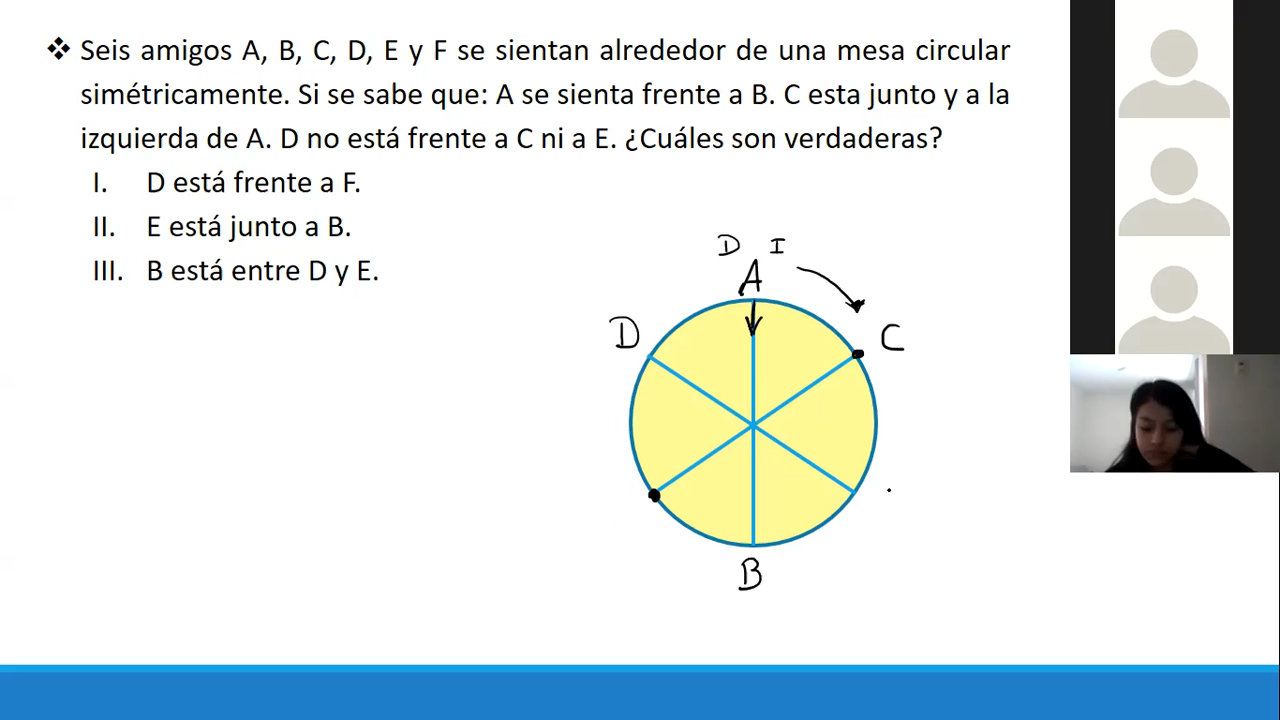 ❖ Seis amigos A, B, C, D, E y F se sientan alrededor de una mesa circular
simétricamente. Si se sabe que: A se sienta frente a B. C esta junto y a la
izquierda de A. D no está frente a C ni a E. ¿Cuáles son verdaderas?
I. D está frente a F.
II. E está junto a B.
III. B está entre D y E.
D I
A
D
C
B